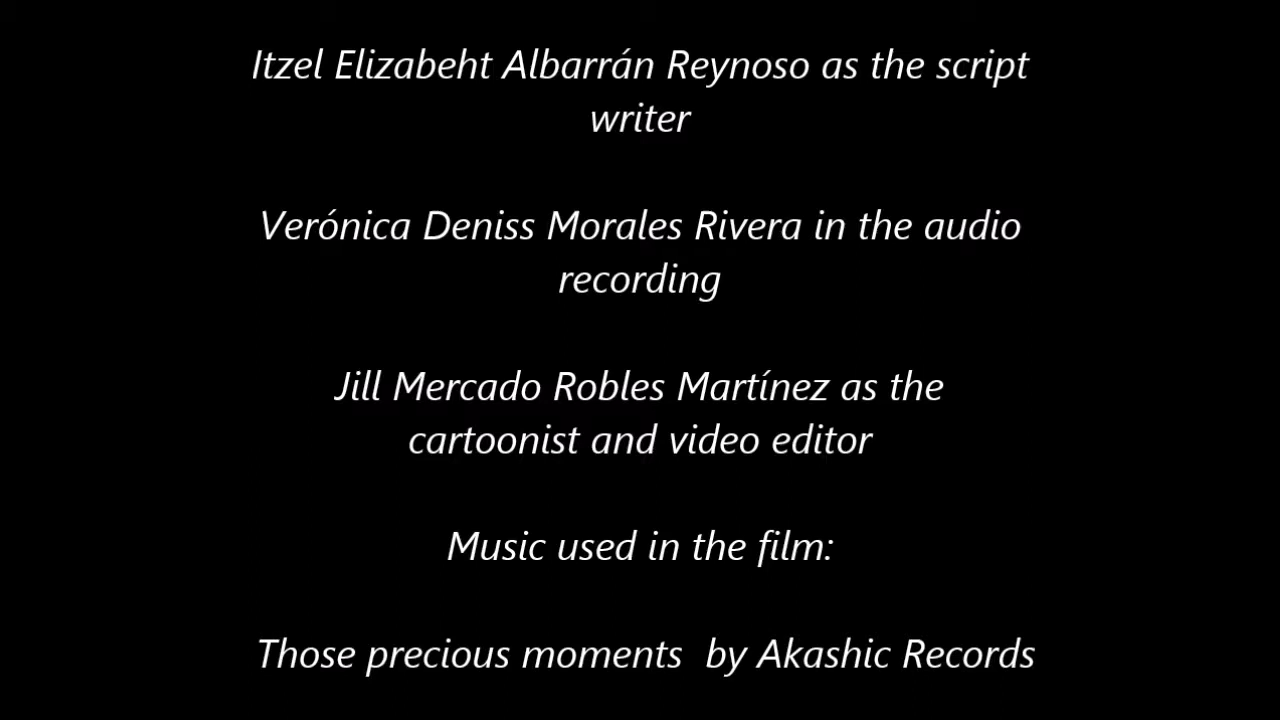 Itzel Elizabeht Albarrán Reynoso as the script
writer
Verónica Deniss Morales Rivera in the audio
recording
Jill Mercado Robles Martínez as the
cartoonist and video editor
Music used in the film:
Those precious moments  by Akashic Records